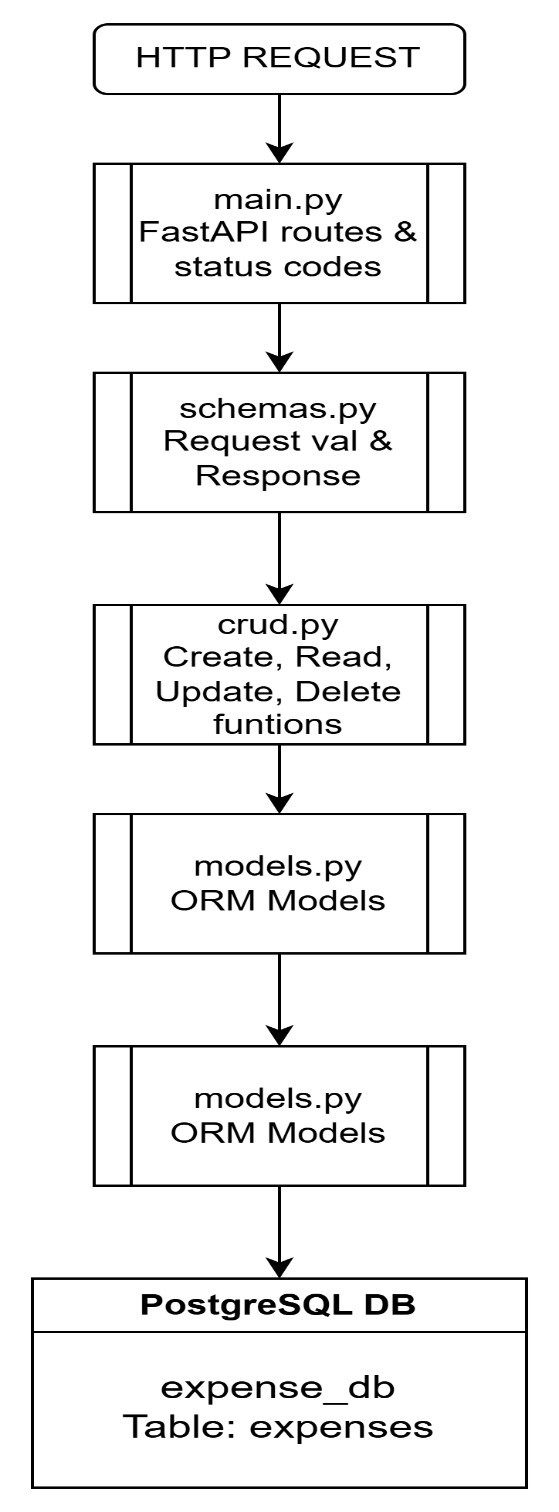 HTTP REQUEST
main.py
FastAPI routes &
status codes
schemas.py
Request val &
Response
crud.py
Create, Read,
Update, Delete
funtions
models.py
ORM Models
models.py
ORM Models
PostgreSQL DB
expense_db
Table: expenses